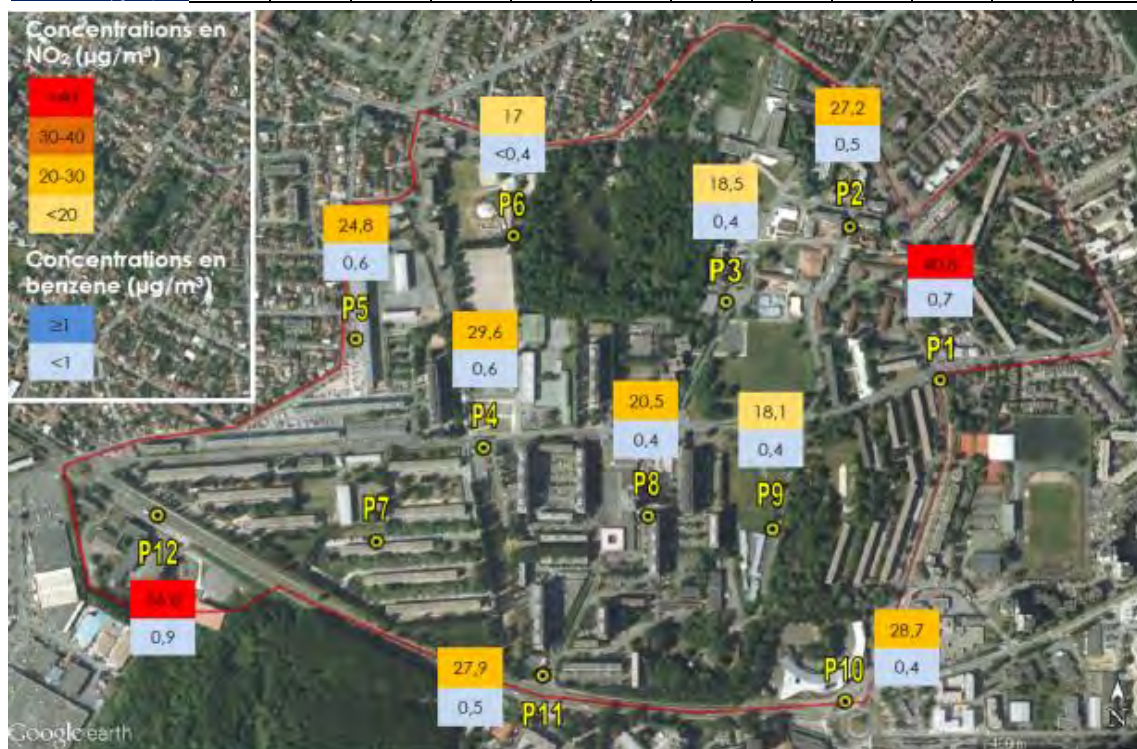 Concentrations en
NO₂ (µg/m³)
30-40
20-30
<20
Concentrations en
benzène (µg/m³)
≥1
<1
17
<0,4
P6
27,2
0,5
P2
18,5
0,4
P3
24,8
0,6
P5
0,7
P1
29,6
0,6
P4
20,5
0,4
P8
18,1
0,4
P9
P7
P12
0,9
27,9
0,5
P11
28,7
0,4
P10
N
Google earth